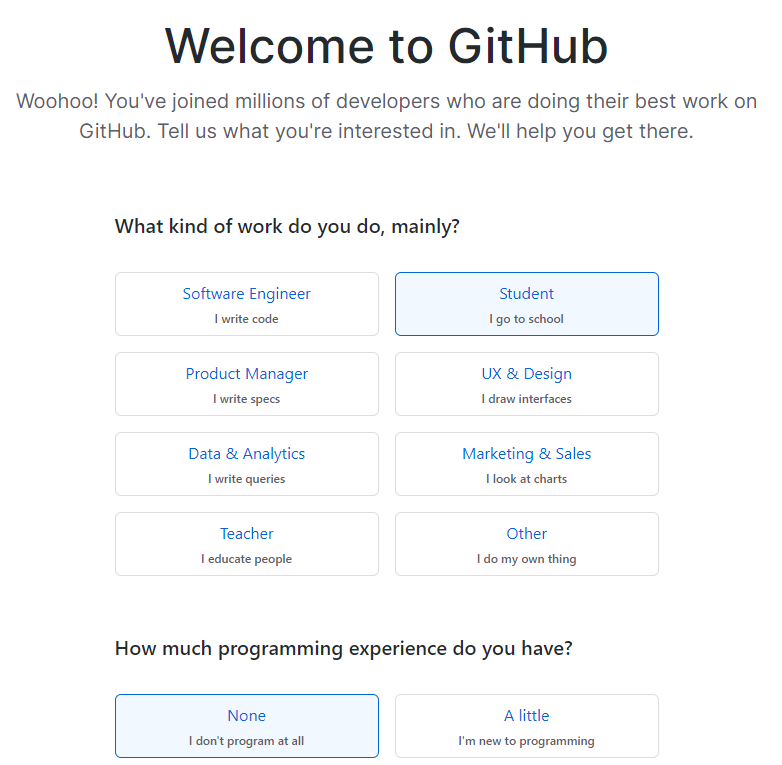 Welcome to GitHub
Woohoo! You've joined millions of developers who are doing their best work on
GitHub. Tell us what you're interested in. We'll help you get there.
What kind of work do you do, mainly?
Software Engineer
I write code
Student
I go to school
Product Manager
I write specs
UX & Design
I draw interfaces
Data & Analytics
I write queries
Marketing & Sales
I look at charts
Teacher
I educate people
Other
I do my own thing
How much programming experience do you have?
None
I don't program at all
A little
I'm new to programming